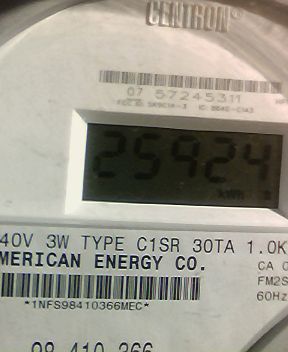 CENTRON®
07 57245311
25924
kWh
40V 3W TYPE C1SR 30TA 1.0K
MERICAN ENERGY CO.
CA 0
FM2S
60Hz
*1NFS98410366MEC*
98 410 366